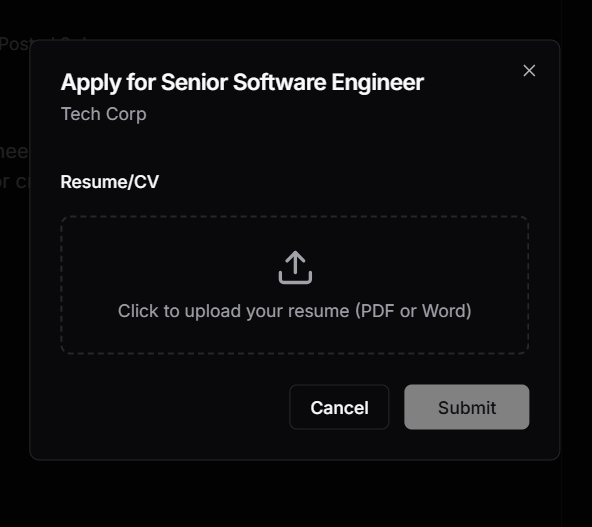 Apply for Senior Software Engineer
Tech Corp
Resume/CV
Click to upload your resume (PDF or Word)
Cancel
Submit